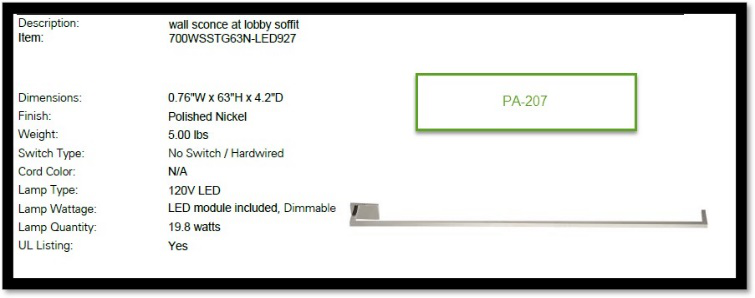 Description: wall sconce at lobby soffit
Item: 700WSSTG63N-LED927
Dimensions: 0.76"W x 63"H x 4.2"D
PA-207
Finish: Polished Nickel
Weight: 5.00 lbs
Switch Type: No Switch / Hardwired
Cord Color: N/A
Lamp Type: 120V LED
Lamp Wattage: LED module included, Dimmable
Lamp Quantity: 19.8 watts
UL Listing: Yes